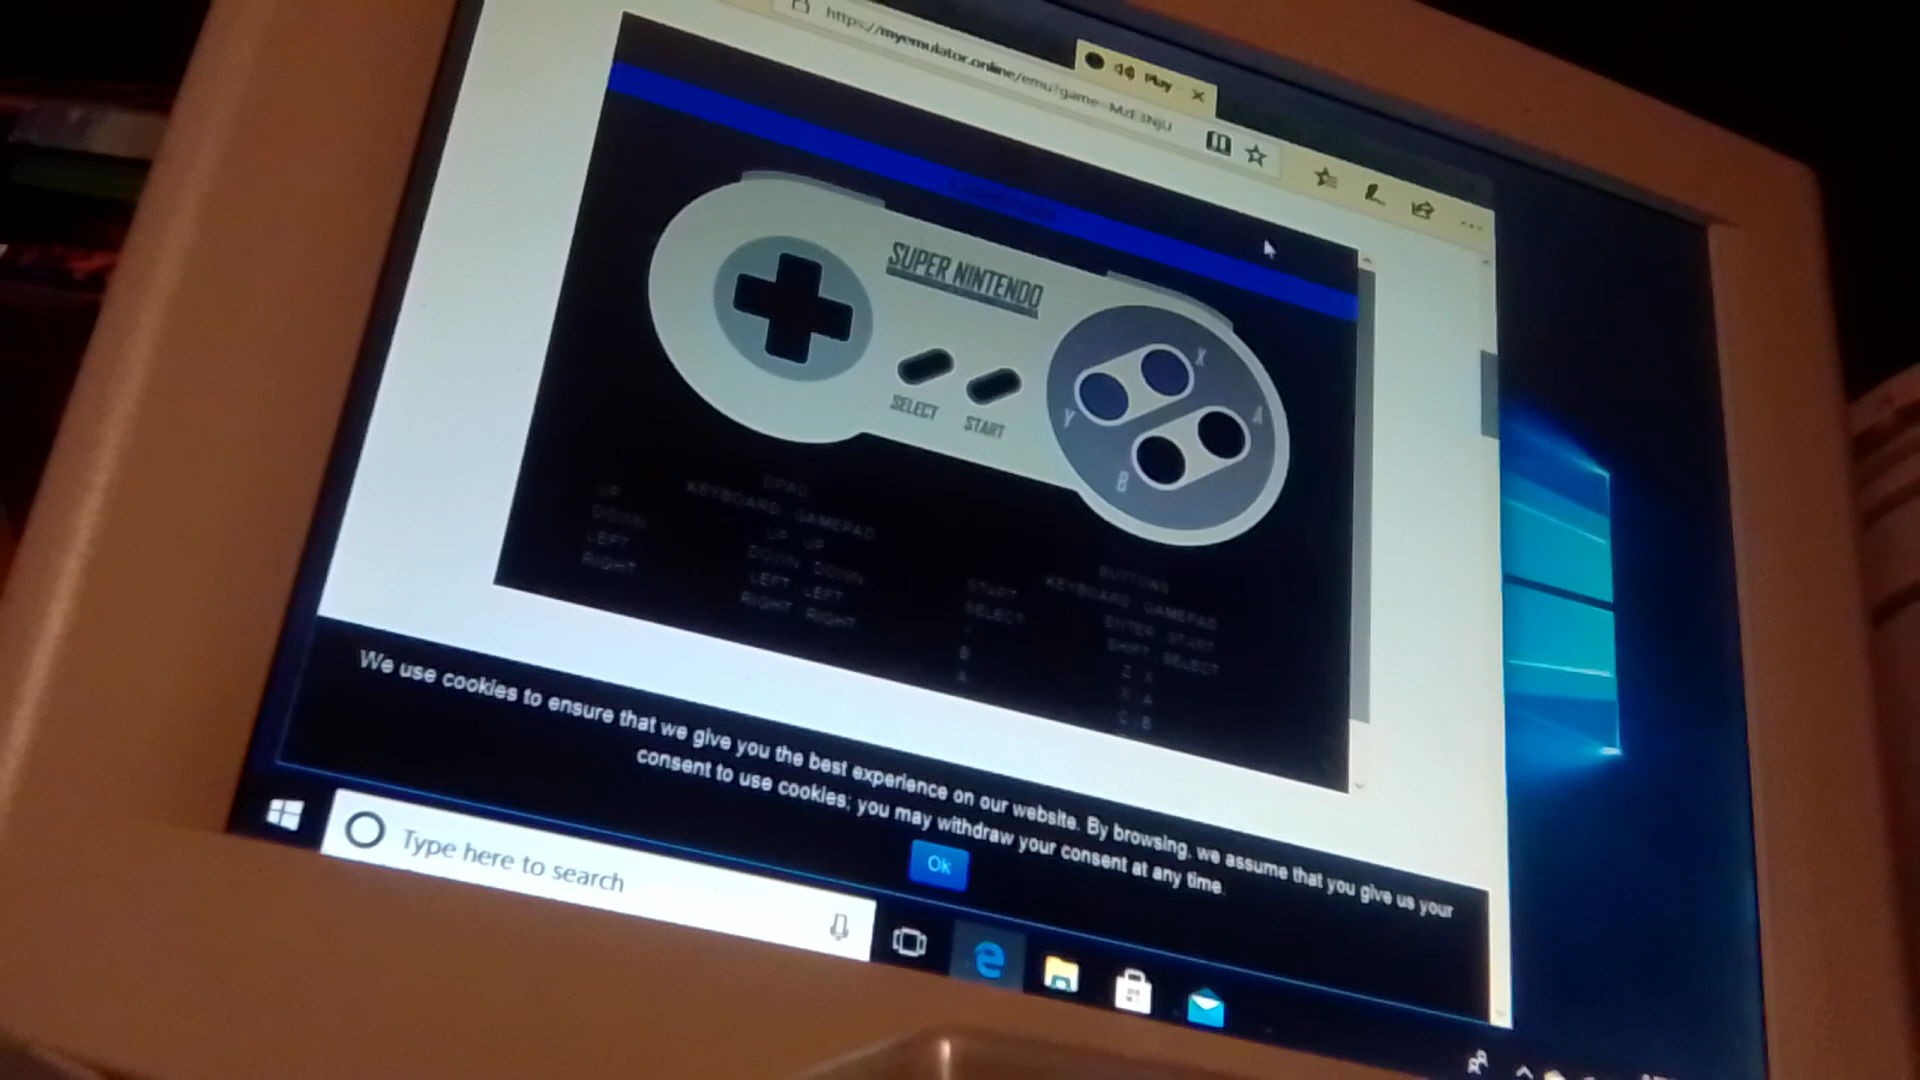 Play
https://myemulator.online/emu?game=MzE3NjU
Controls
SUPER NINTENDO
X
A
Y
B
SELECT
START
DPAD
KEYBOARD GAMEPAD
UP UP UP
DOWN DOWN DOWN
LEFT LEFT LEFT
RIGHT RIGHT RIGHT
BUTTONS
KEYBOARD GAMEPAD
START ENTER START
SELECT SHIFT SELECT
Z X
B X A
A C B
We use cookies to ensure that we give you the best experience on our website. By browsing, we assume that you give us your
consent to use cookies; you may withdraw your consent at any time.
Ok
Type here to search